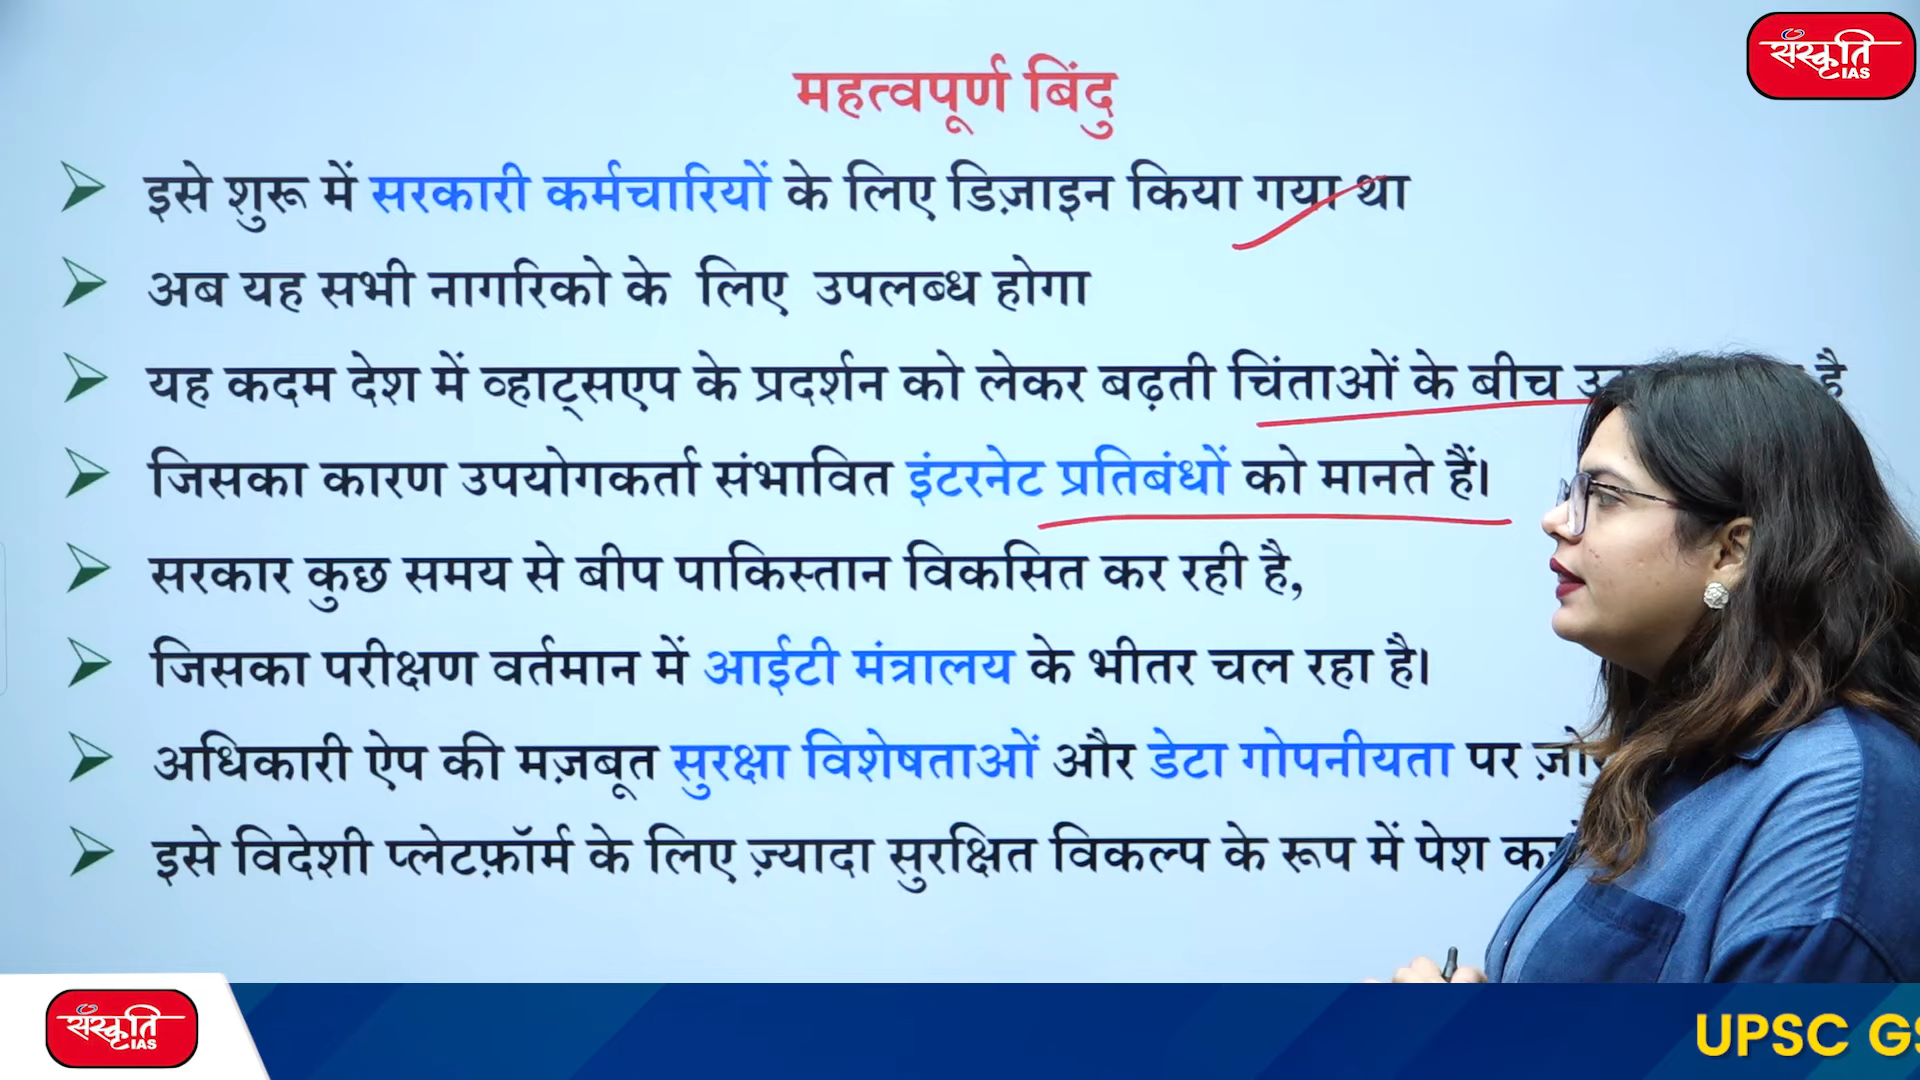 संस्कृति
IAS
महत्वपूर्ण बिंदु
इसे शुरू में सरकारी कर्मचारियों के लिए डिज़ाइन किया गया था
अब यह सभी नागरिको के लिए उपलब्ध होगा
यह कदम देश में व्हाट्सएप के प्रदर्शन को लेकर बढ़ती चिंताओं के बीच है
जिसका कारण उपयोगकर्ता संभावित इंटरनेट प्रतिबंधों को मानते हैं।
सरकार कुछ समय से बीप पाकिस्तान विकसित कर रही है,
जिसका परीक्षण वर्तमान में आईटी मंत्रालय के भीतर चल रहा है।
अधिकारी ऐप की मज़बूत सुरक्षा विशेषताओं और डेटा गोपनीयता पर
इसे विदेशी प्लेटफ़ॉर्म के लिए ज़्यादा सुरक्षित विकल्प के रूप में पेश
संस्कृति
IAS
UPSC GS